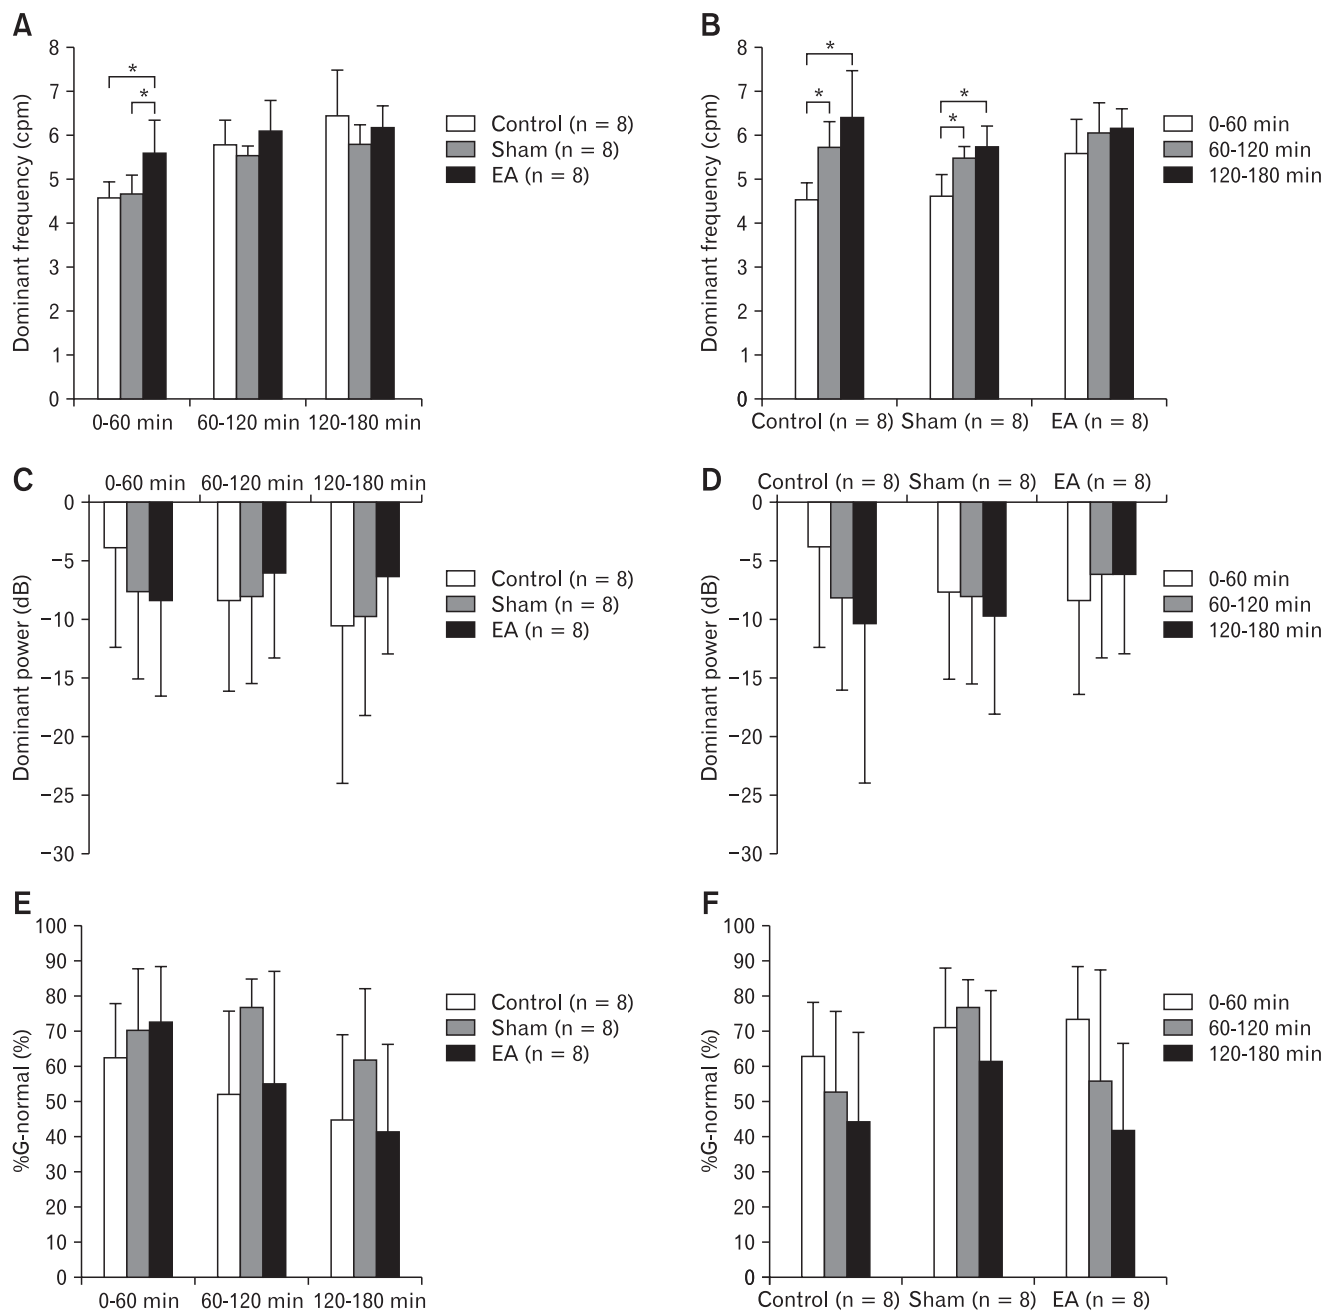 A
Dominant frequency (cpm)
8
7
6
5
4
3
2
1
0
*
*
0-60 min 60-120 min 120-180 min
Control (n = 8)
Sham (n = 8)
EA (n = 8)
B
Dominant frequency (cpm)
8
7
6
5
4
3
2
1
0
*
*
*
*
Control (n = 8) Sham (n = 8) EA (n = 8)
0-60 min
60-120 min
120-180 min
C
0-60 min 60-120 min 120-180 min
Dominant power (dB)
0
−5
−10
−15
−20
−25
−30
Control (n = 8)
Sham (n = 8)
EA (n = 8)
D
Control (n = 8) Sham (n = 8) EA (n = 8)
Dominant power (dB)
0
−5
−10
−15
−20
−25
−30
0-60 min
60-120 min
120-180 min
E
%G-normal (%)
100
90
80
70
60
50
40
30
20
10
0
0-60 min 60-120 min 120-180 min
Control (n = 8)
Sham (n = 8)
EA (n = 8)
F
%G-normal (%)
100
90
80
70
60
50
40
30
20
10
0
Control (n = 8) Sham (n = 8) EA (n = 8)
0-60 min
60-120 min
120-180 min